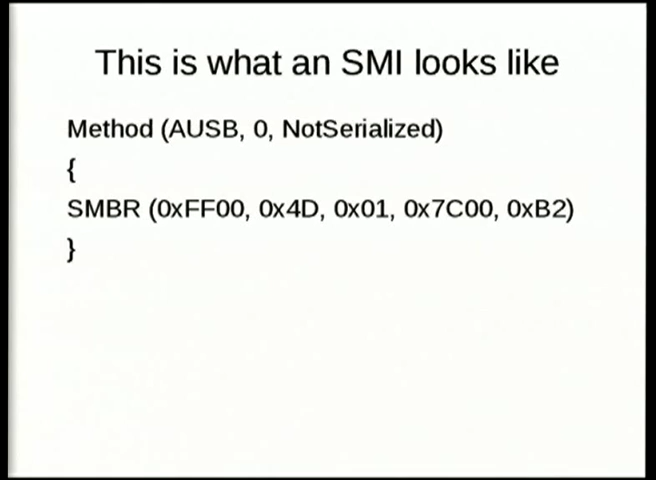 This is what an SMI looks like
Method (AUSB, 0, NotSerialized)
{
SMBR (0xFF00, 0x4D, 0x01, 0x7C00, 0xB2)
}